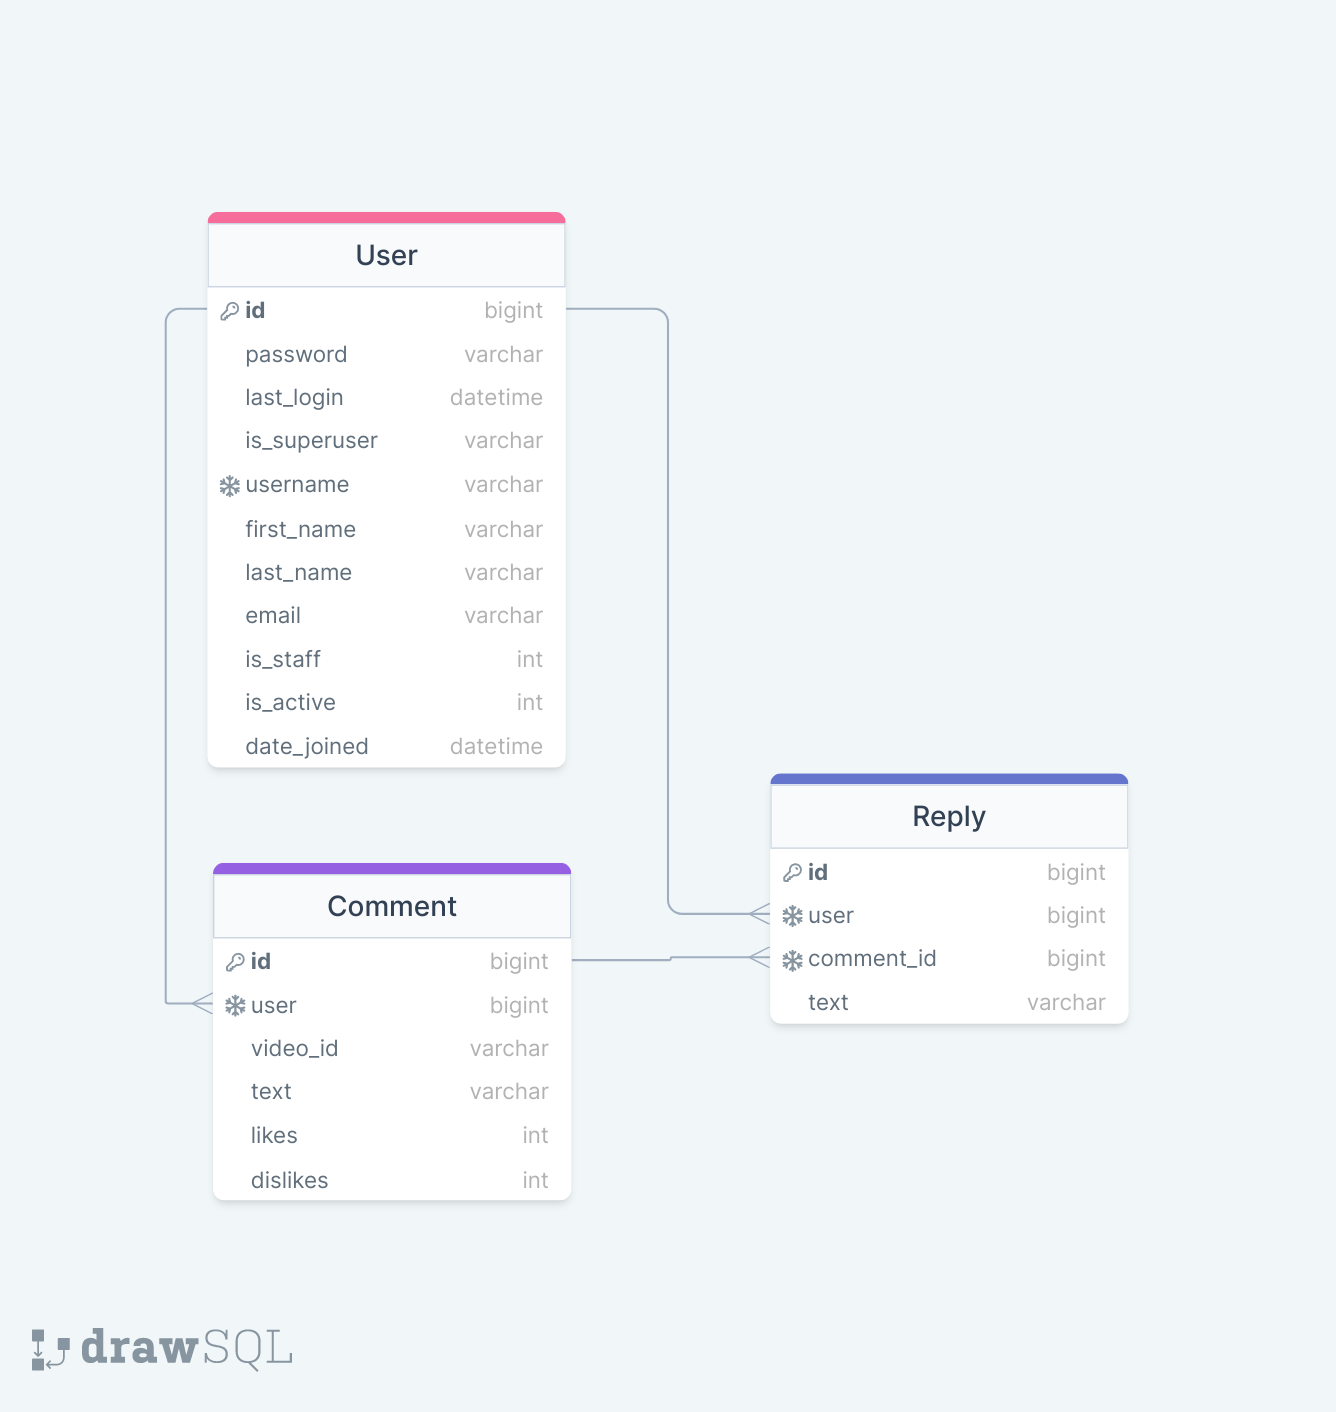 User
id bigint
password varchar
last_login datetime
is_superuser varchar
username varchar
first_name varchar
last_name varchar
email varchar
is_staff int
is_active int
date_joined datetime
Reply
id bigint
user bigint
comment_id bigint
text varchar
Comment
id bigint
user bigint
video_id varchar
text varchar
likes int
dislikes int
drawSQL